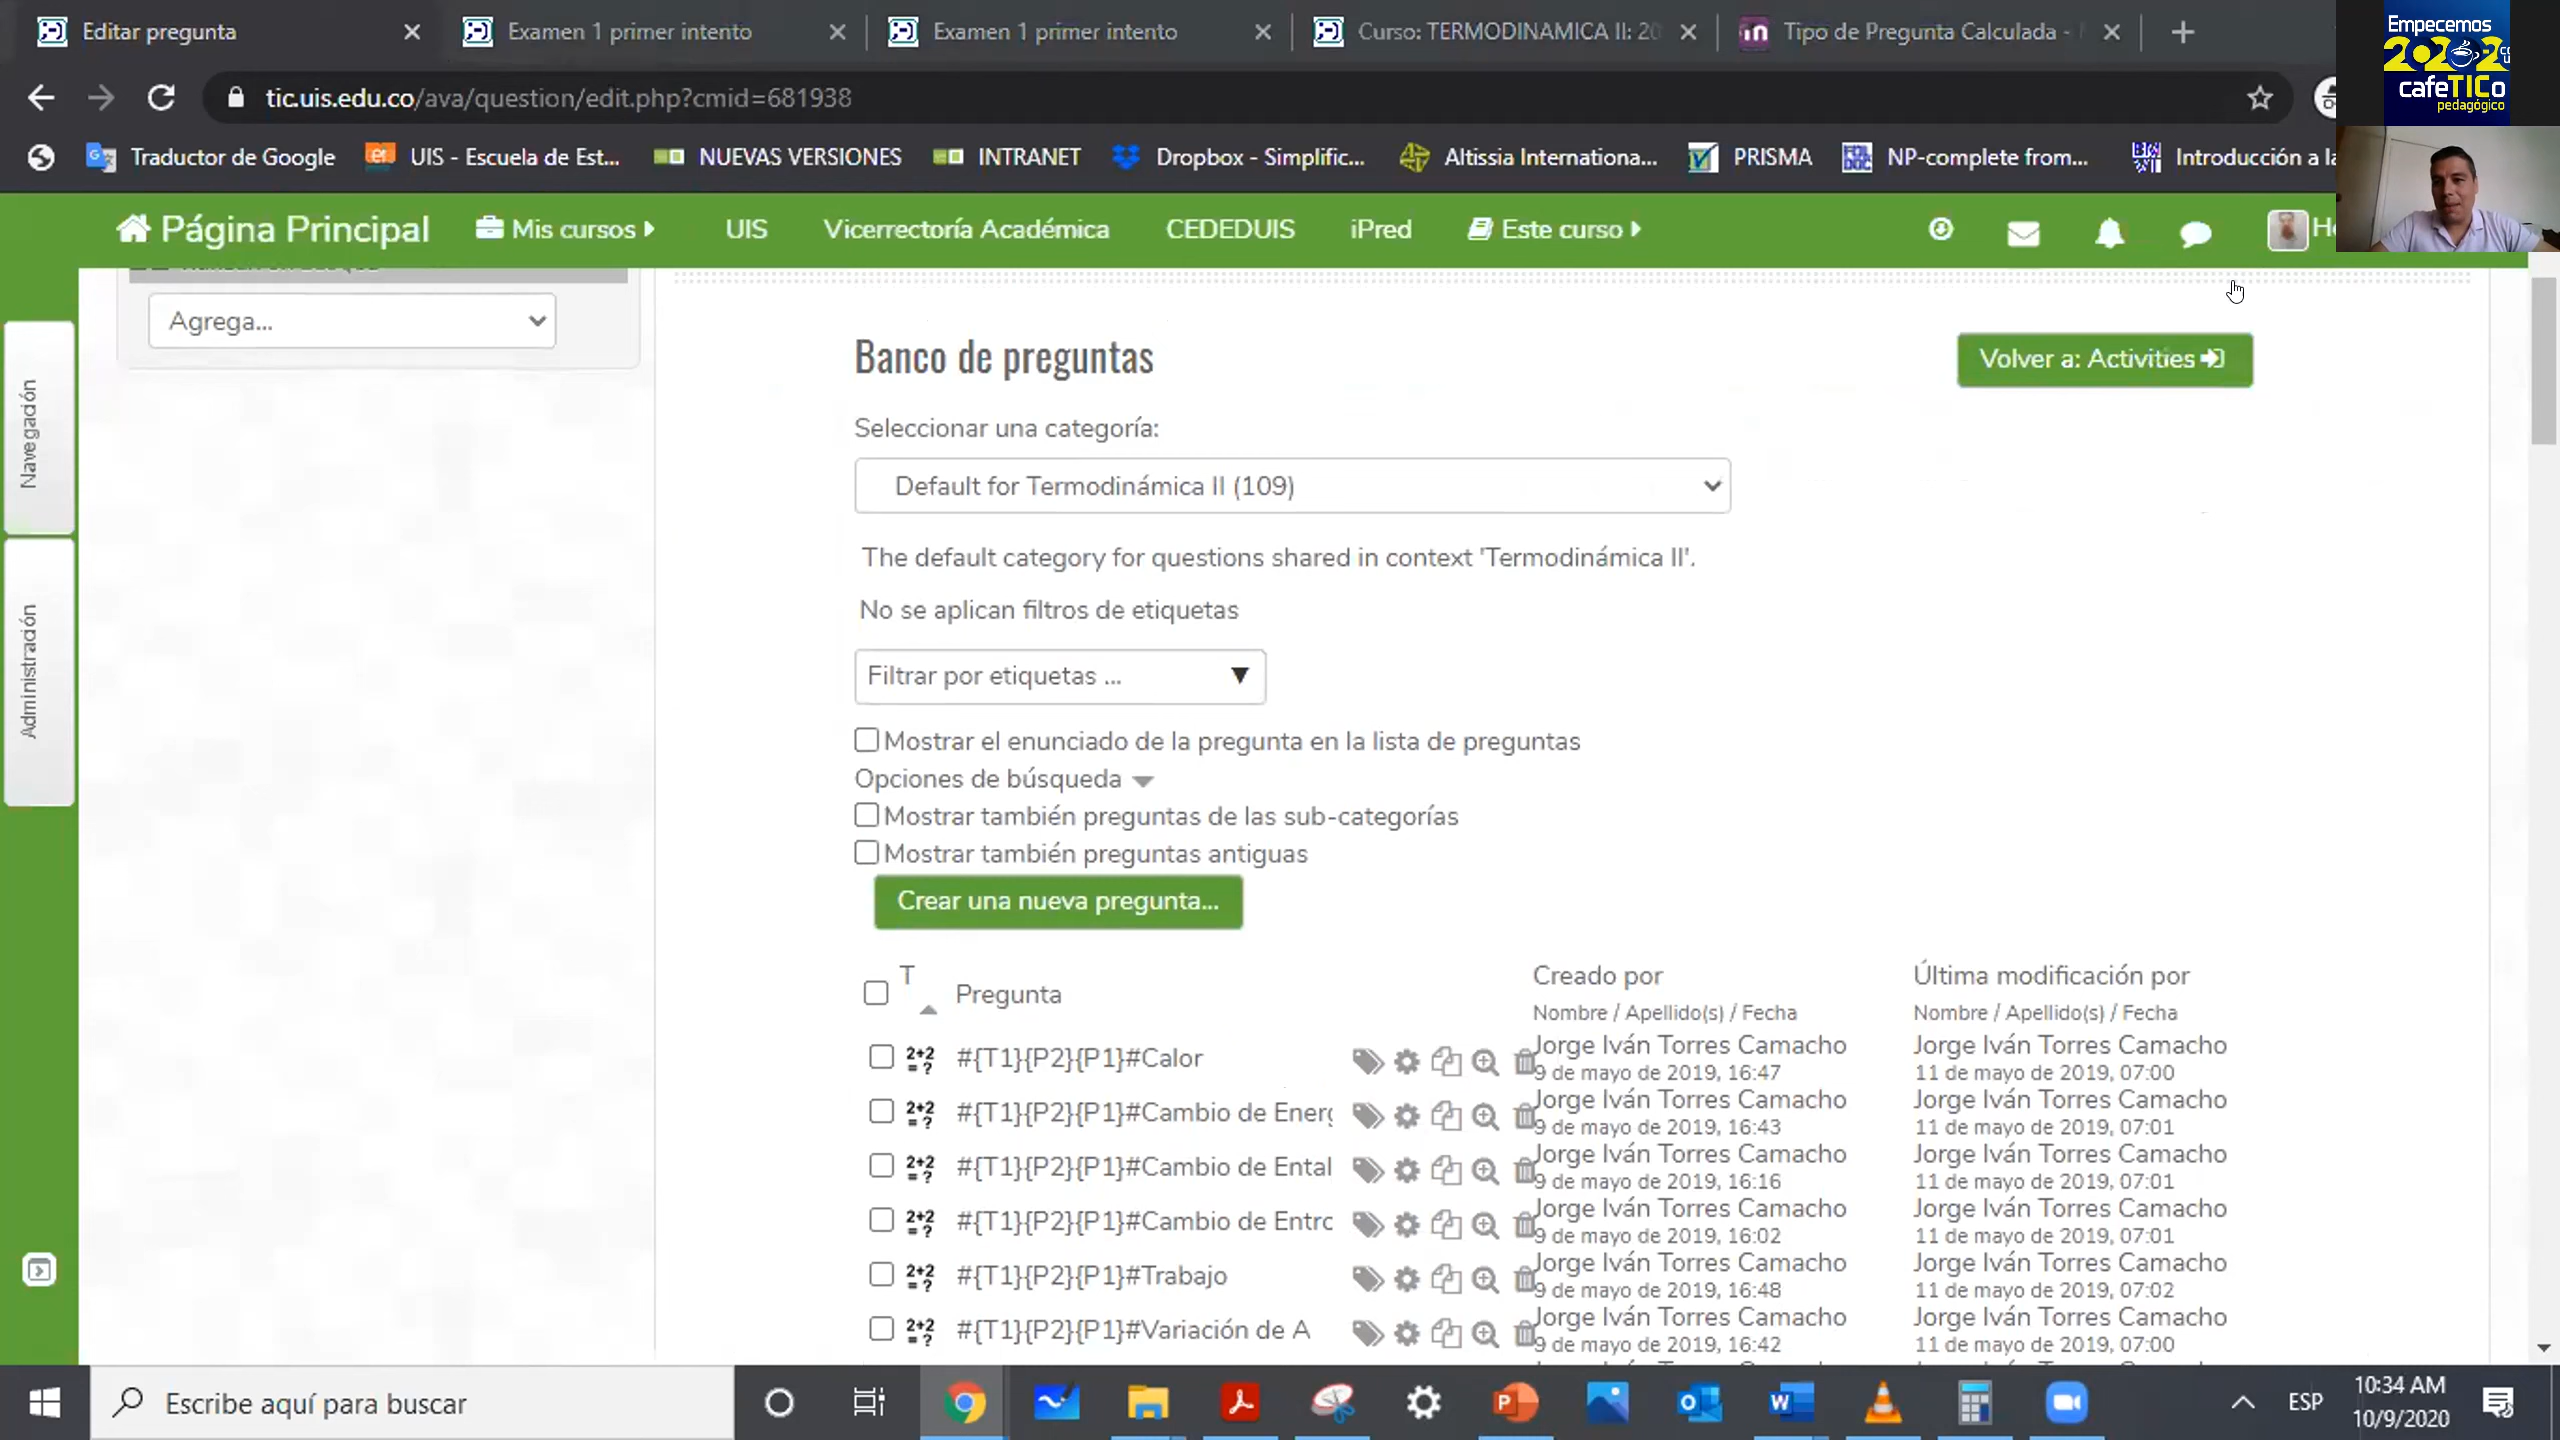 Editar pregunta
Examen 1 primer intento
Examen 1 primer intento
Curso: TERMODINAMICA II: 20
Tipo de Pregunta Calculada -
Empecemos
2020-2
cafeTICo
pedagógico
tic.uis.edu.co/ava/question/edit.php?cmid=681938
Traductor de Google
UIS - Escuela de Est...
NUEVAS VERSIONES
INTRANET
Dropbox - Simplific...
Altissia Internationa...
PRISMA
NP-complete from...
Introducción a la
Página Principal
Mis cursos
UIS
Vicerrectoría Académica
CEDEDUIS
iPred
Este curso
Agrega...
Navegación
Administración
Banco de preguntas
Volver a: Activities
Seleccionar una categoría:
Default for Termodinámica II (109)
The default category for questions shared in context 'Termodinámica II'.
No se aplican filtros de etiquetas
Filtrar por etiquetas ...
Mostrar el enunciado de la pregunta en la lista de preguntas
Opciones de búsqueda
Mostrar también preguntas de las sub-categorías
Mostrar también preguntas antiguas
Crear una nueva pregunta...
T
Pregunta
Creado por
Nombre / Apellido(s) / Fecha
Última modificación por
Nombre / Apellido(s) / Fecha
2+2 = ? #{T1}{P2}{P1}#Calor
Jorge Iván Torres Camacho
9 de mayo de 2019, 16:47
Jorge Iván Torres Camacho
11 de mayo de 2019, 07:00
2+2 = ? #{T1}{P2}{P1}#Cambio de Energ
Jorge Iván Torres Camacho
9 de mayo de 2019, 16:43
Jorge Iván Torres Camacho
11 de mayo de 2019, 07:01
2+2 = ? #{T1}{P2}{P1}#Cambio de Ental
Jorge Iván Torres Camacho
9 de mayo de 2019, 16:16
Jorge Iván Torres Camacho
11 de mayo de 2019, 07:01
2+2 = ? #{T1}{P2}{P1}#Cambio de Entro
Jorge Iván Torres Camacho
9 de mayo de 2019, 16:02
Jorge Iván Torres Camacho
11 de mayo de 2019, 07:01
2+2 = ? #{T1}{P2}{P1}#Trabajo
Jorge Iván Torres Camacho
9 de mayo de 2019, 16:48
Jorge Iván Torres Camacho
11 de mayo de 2019, 07:02
2+2 = ? #{T1}{P2}{P1}#Variación de A
Jorge Iván Torres Camacho
9 de mayo de 2019, 16:42
Jorge Iván Torres Camacho
11 de mayo de 2019, 07:00
Escribe aquí para buscar
ESP
10:34 AM
10/9/2020